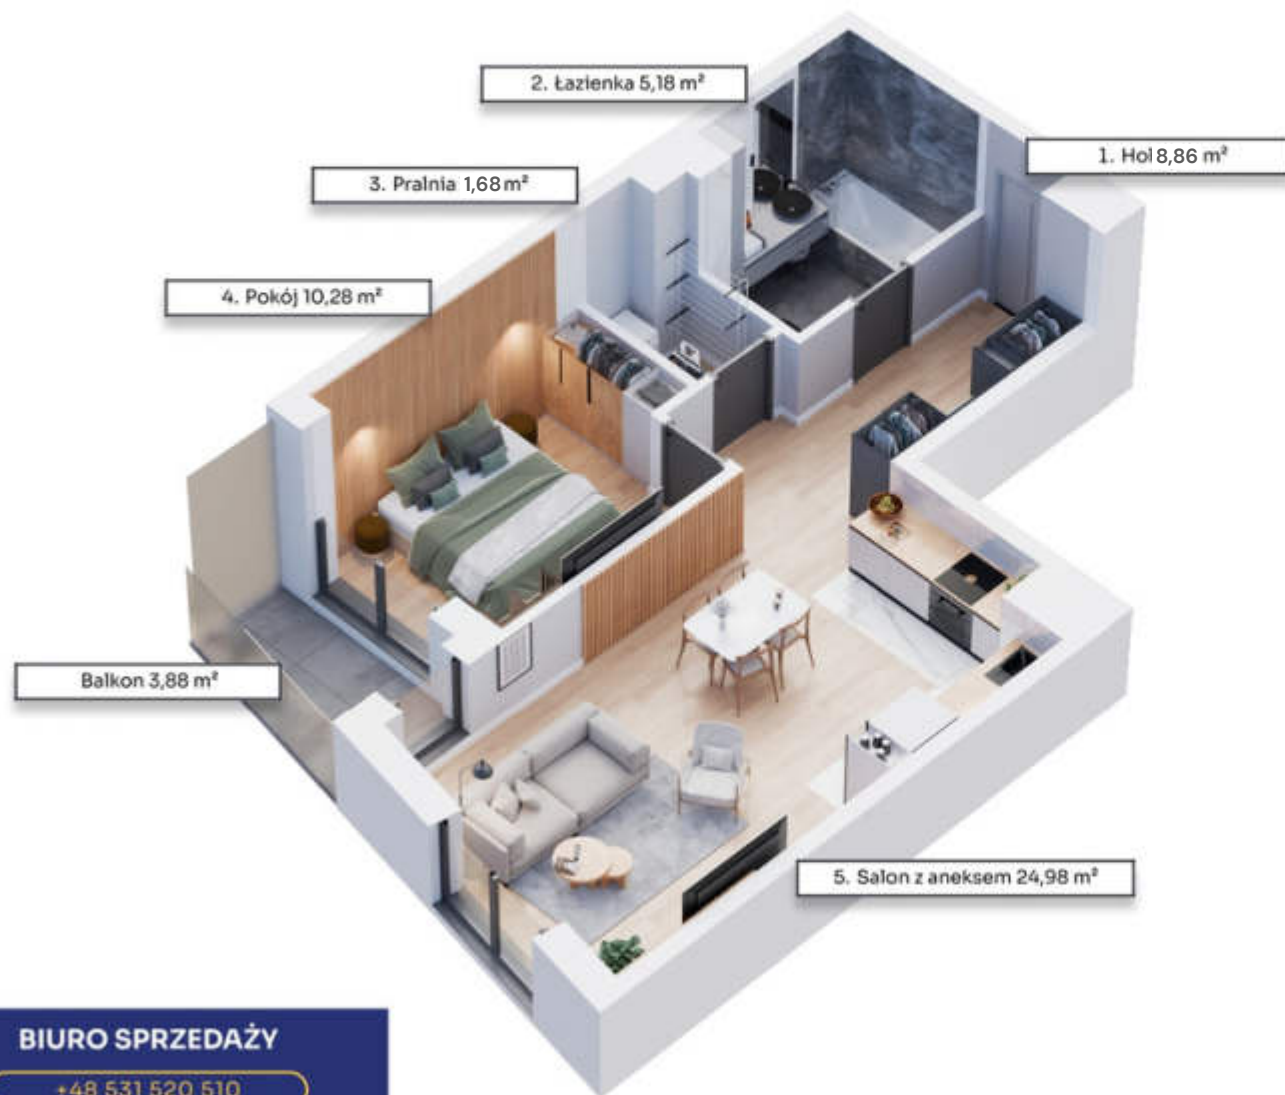 2. Łazienka 5,18 m²
1. Hol 8,86 m²
3. Pralnia 1,68 m²
4. Pokój 10,28 m²
Balkon 3,88 m²
5. Salon z aneksem 24,98 m²
BIURO SPRZEDAŻY
+48 531 520 510